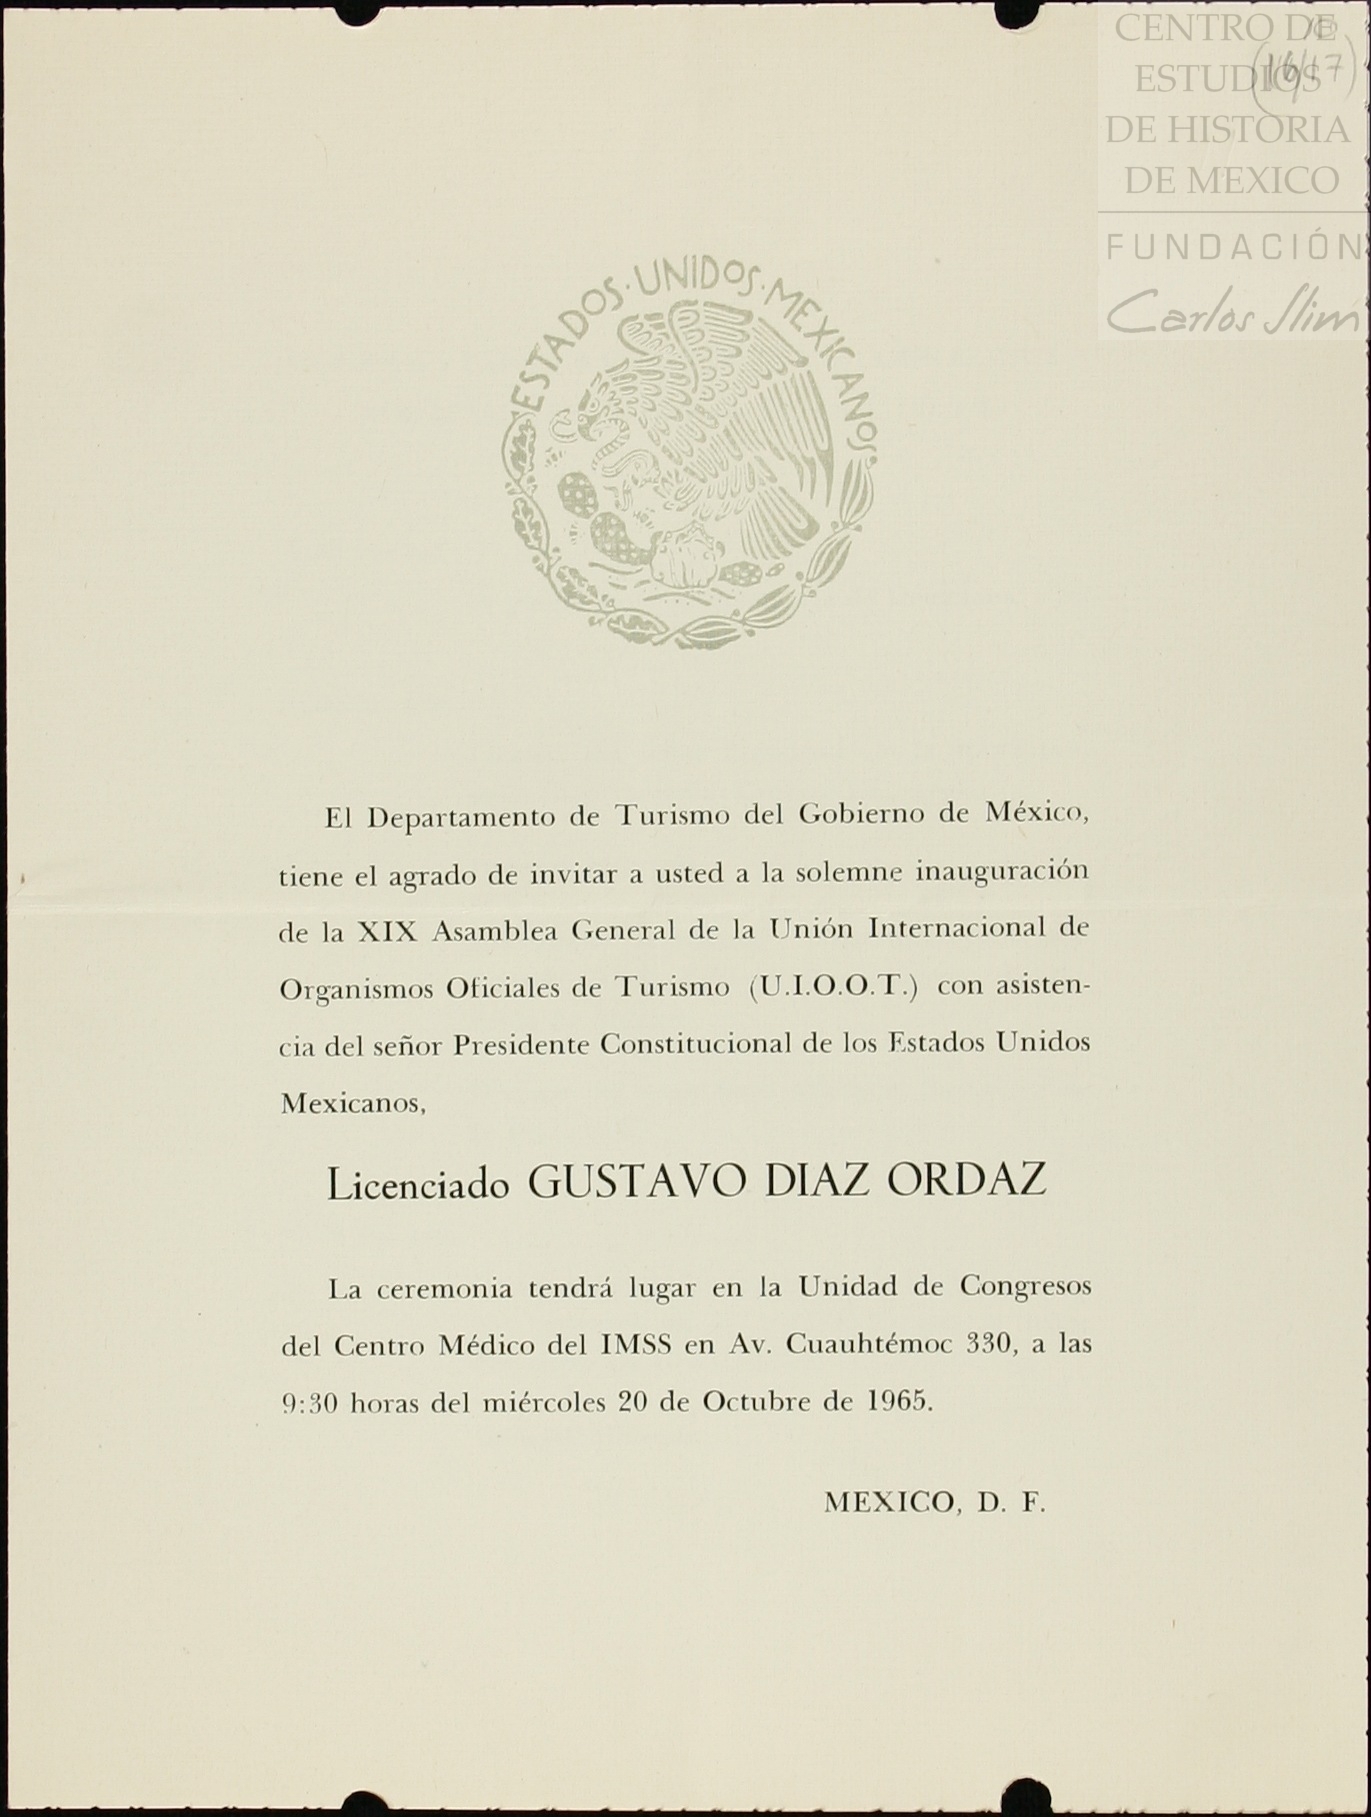 CENTRO DE
ESTUDIOS
DE HISTORIA
DE MEXICO
FUNDACIÓN
Carlos Slim
(16/17)
ESTADOS·UNIDOS·MEXICANOS
El Departamento de Turismo del Gobierno de México,
tiene el agrado de invitar a usted a la solemne inauguración
de la XIX Asamblea General de la Unión Internacional de
Organismos Oficiales de Turismo (U.I.O.O.T.) con asisten-
cia del señor Presidente Constitucional de los Estados Unidos
Mexicanos,
Licenciado GUSTAVO DIAZ ORDAZ
La ceremonia tendrá lugar en la Unidad de Congresos
del Centro Médico del IMSS en Av. Cuauhtémoc 330, a las
9:30 horas del miércoles 20 de Octubre de 1965.
MEXICO, D. F.